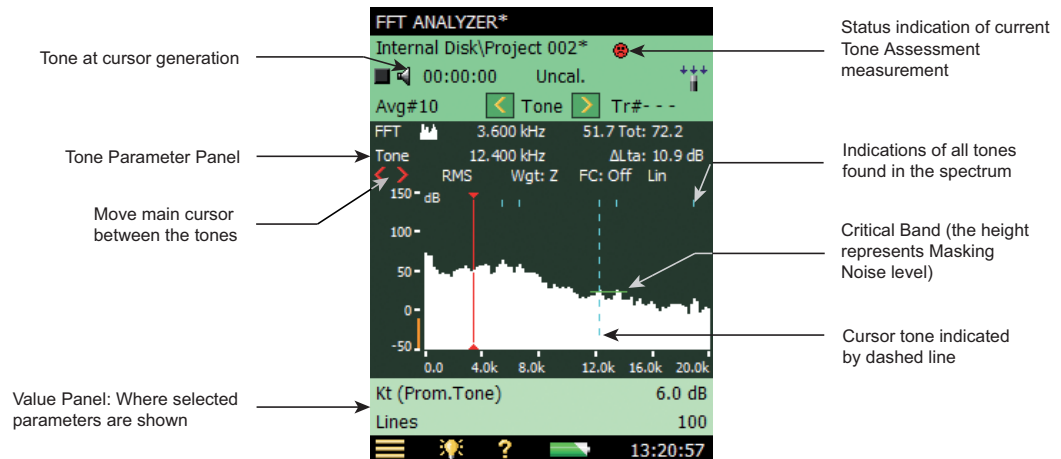 FFT ANALYZER*
Internal Disk\Project 002*
00:00:00 Uncal.
Avg#10 < Tone > Tr#- - -
FFT 3.600 kHz 51.7 Tot: 72.2
Tone 12.400 kHz ΔLta: 10.9 dB
< > RMS Wgt: Z FC: Off Lin
150 dB
100
50
0
-50
0.0 4.0k 8.0k 12.0k 16.0k 20.0k
Kt (Prom.Tone) 6.0 dB
Lines 100
? 13:20:57
Tone at cursor generation
Tone Parameter Panel
Move main cursor
between the tones
Value Panel: Where selected
parameters are shown
Status indication of current
Tone Assessment
measurement
Indications of all tones
found in the spectrum
Critical Band (the height
represents Masking
Noise level)
Cursor tone indicated
by dashed line